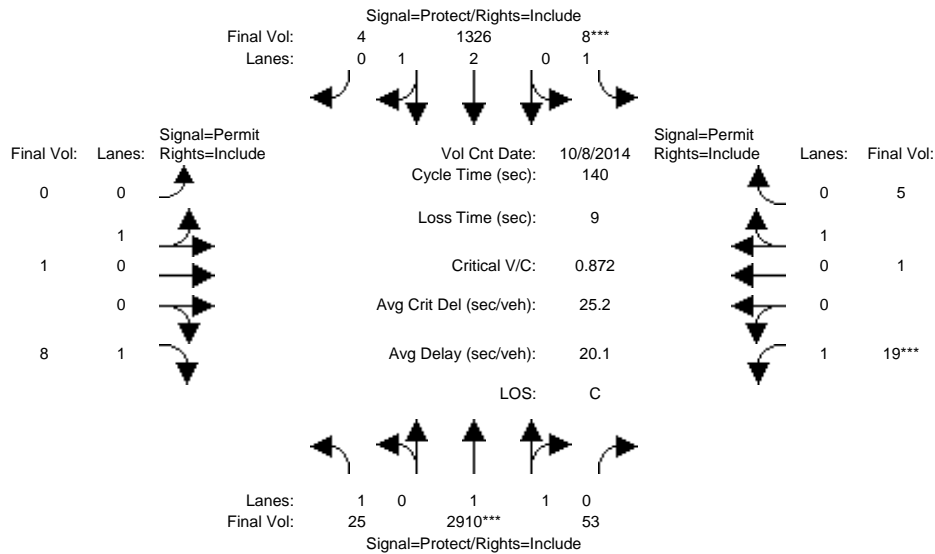 Signal=Protect/Rights=Include
Final Vol: 4 1326 8***
Lanes: 0 1 2 0 1
Signal=Permit
Final Vol: Lanes: Rights=Include
Vol Cnt Date: 10/8/2014
Signal=Permit
Rights=Include Lanes: Final Vol:
Cycle Time (sec): 140
0 0
0 5
Loss Time (sec): 9
1
1
1 0
Critical V/C: 0.872
0 1
0
Avg Crit Del (sec/veh): 25.2
0
8 1
Avg Delay (sec/veh): 20.1
1 19***
LOS: C
Lanes: 1 0 1 1 0
Final Vol: 25 2910*** 53
Signal=Protect/Rights=Include